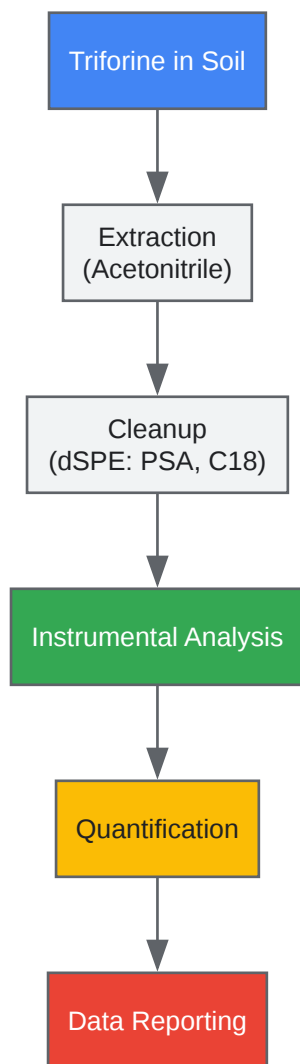 Triforine in Soil
Extraction
(Acetonitrile)
Cleanup
(dSPE: PSA, C18)
Instrumental Analysis
Quantification
Data Reporting